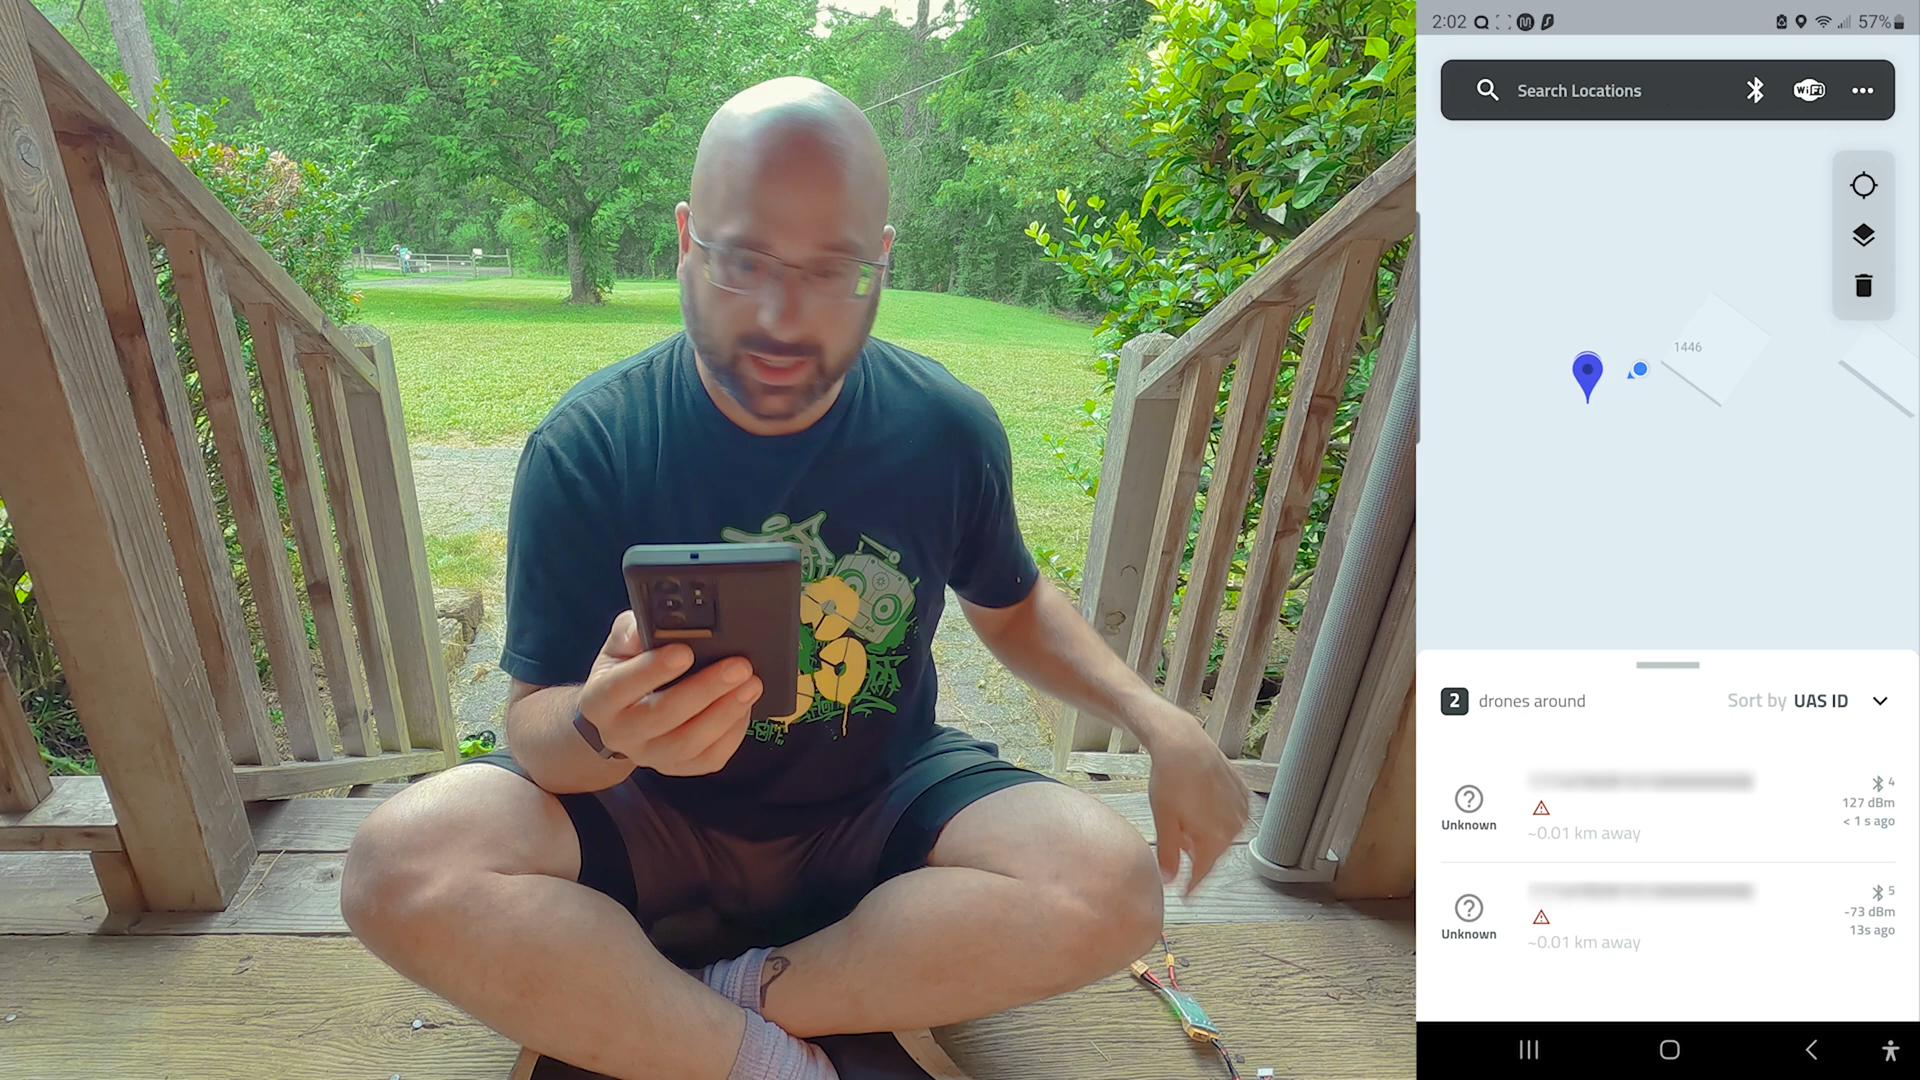 2:02
57%
Search Locations
WiFi
1446
2 drones around
Sort by UAS ID
4
Unknown
127 dBm
< 1 s ago
~0.01 km away
5
Unknown
-73 dBm
13s ago
~0.01 km away